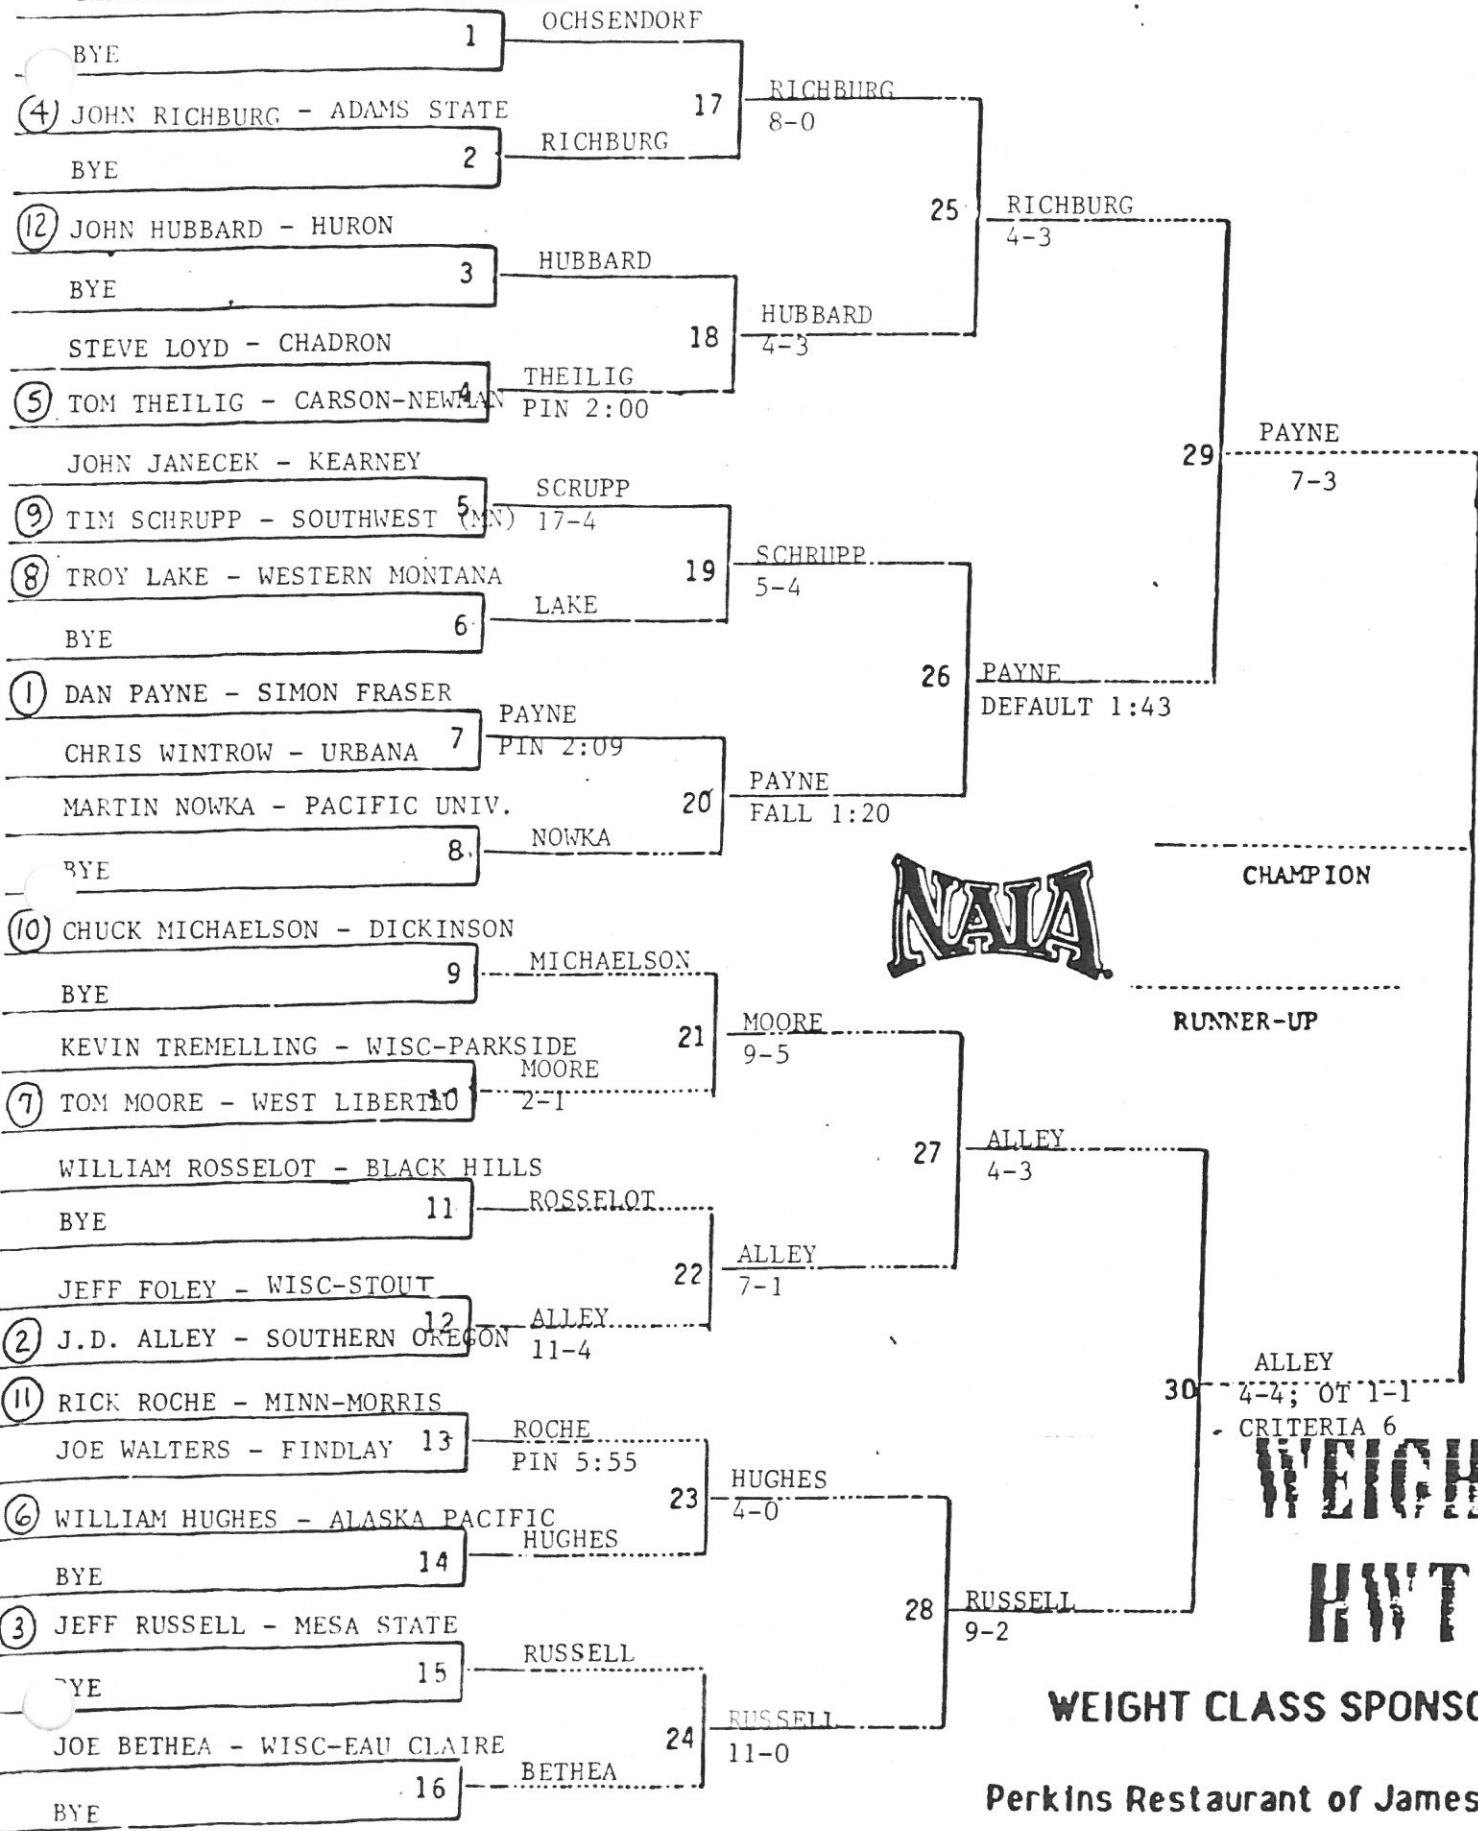 OCHSENDORF
1
BYE
17
RICHBURG
8-0
④ JOHN RICHBURG - ADAMS STATE
RICHBURG
2
BYE
25
RICHBURG
4-3
⑫ JOHN HUBBARD - HURON
HUBBARD
3
BYE
18
HUBBARD
4-3
STEVE LOYD - CHADRON
4
THEILIG
⑤ TOM THEILIG - CARSON-NEWMAN
PIN 2:00
29
PAYNE
7-3
JOHN JANECEK - KEARNEY
5
SCRUPP
⑨ TIM SCHRUPP - SOUTHWEST (MN)
17-4
19
SCHRUPP
5-4
⑧ TROY LAKE - WESTERN MONTANA
LAKE
6
BYE
26
PAYNE
DEFAULT 1:43
① DAN PAYNE - SIMON FRASER
PAYNE
7
PIN 2:09
CHRIS WINTROW - URBANA
20
PAYNE
FALL 1:20
MARTIN NOWKA - PACIFIC UNIV.
NOWKA
8
BYE
NAIA
CHAMPION
RUNNER-UP
⑩ CHUCK MICHAELSON - DICKINSON
MICHAELSON
9
BYE
21
MOORE
9-5
KEVIN TREMELLING - WISC-PARKSIDE
MOORE
⑦ TOM MOORE - WEST LIBERTY
10
2-1
27
ALLEY
4-3
WILLIAM ROSSELOT - BLACK HILLS
ROSSELOT
11
BYE
22
ALLEY
7-1
JEFF FOLEY - WISC-STOUT
12
ALLEY
② J.D. ALLEY - SOUTHERN OREGON
11-4
30
ALLEY
4-4; OT 1-1
CRITERIA 6
⑪ RICK ROCHE - MINN-MORRIS
ROCHE
13
JOE WALTERS - FINDLAY
PIN 5:55
23
HUGHES
4-0
⑥ WILLIAM HUGHES - ALASKA PACIFIC
HUGHES
14
BYE
28
RUSSELL
9-2
③ JEFF RUSSELL - MESA STATE
RUSSELL
15
BYE
24
RUSSELL
11-0
JOE BETHEA - WISC-EAU CLAIRE
BETHEA
16
BYE
WEIGH
HWT
WEIGHT CLASS SPONSO
Perkins Restaurant of James